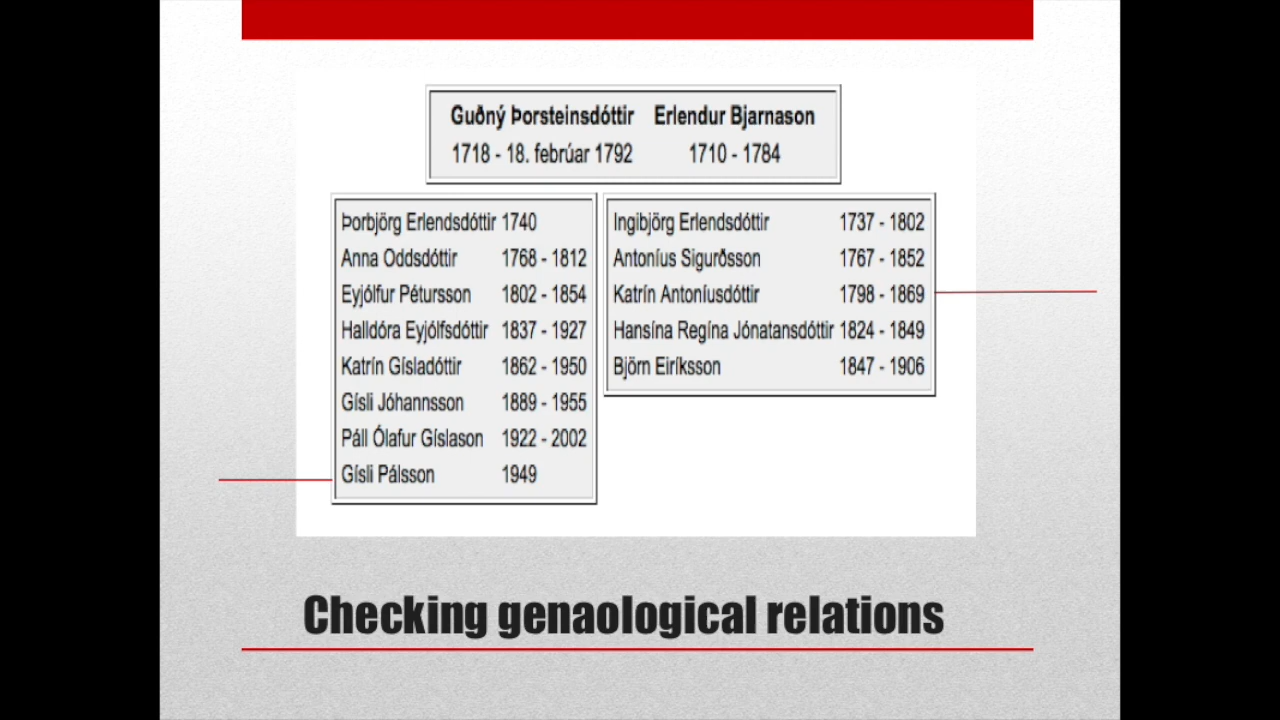 Guðný Þorsteinsdóttir Erlendur Bjarnason
1718 - 18. febrúar 1792 1710 - 1784
Þorbjörg Erlendsdóttir 1740
Anna Oddsdóttir 1768 - 1812
Eyjólfur Pétursson 1802 - 1854
Halldóra Eyjólfsdóttir 1837 - 1927
Katrín Gísladóttir 1862 - 1950
Gísli Jóhannsson 1889 - 1955
Páll Ólafur Gíslason 1922 - 2002
Gísli Pálsson 1949
Ingibjörg Erlendsdóttir 1737 - 1802
Antoníus Sigurðsson 1767 - 1852
Katrín Antoníusdóttir 1798 - 1869
Hansína Regína Jónatansdóttir 1824 - 1849
Björn Eiríksson 1847 - 1906
Checking genaological relations